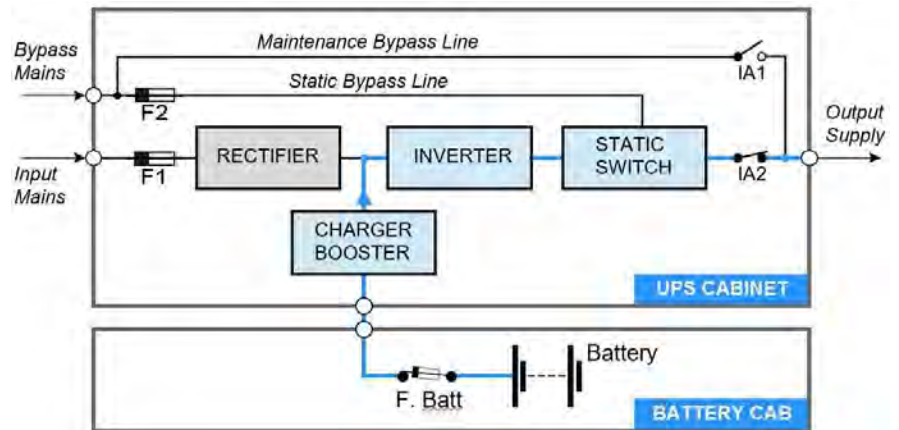 Bypass
Mains
Maintenance Bypass Line
IA1
Static Bypass Line
F2
Output
Supply
Input
Mains
F1
RECTIFIER
INVERTER
STATIC
SWITCH
IA2
CHARGER
BOOSTER
UPS CABINET
Battery
F. Batt
BATTERY CAB